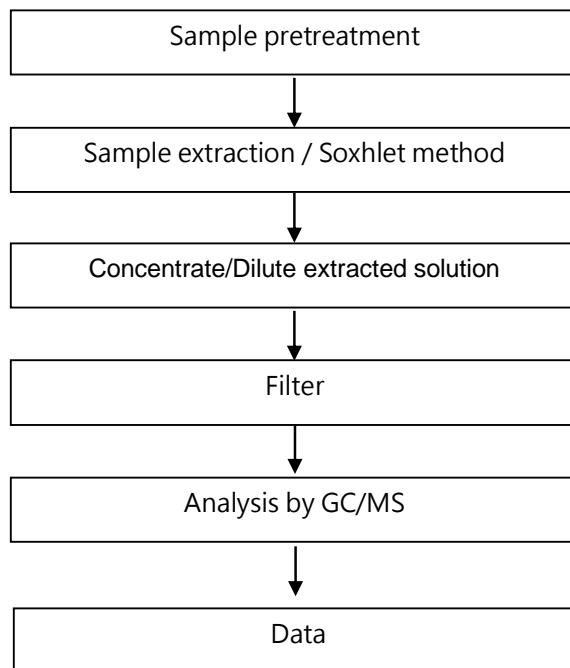 Sample pretreatment
Sample extraction / Soxhlet method
Concentrate/Dilute extracted solution
Filter
Analysis by GC/MS
Data